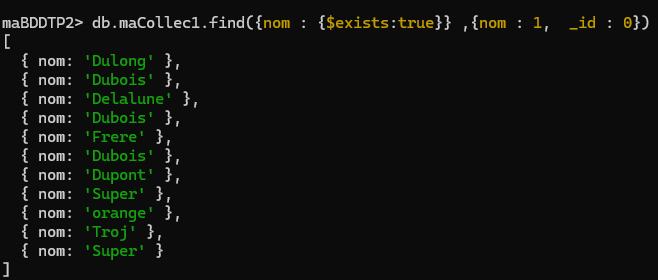 maBDDTP2> db.maCollec1.find({nom : {$exists:true}} ,{nom : 1,  _id : 0})
[
  { nom: 'Dulong' },
  { nom: 'Dubois' },
  { nom: 'Delalune' },
  { nom: 'Dubois' },
  { nom: 'Frere' },
  { nom: 'Dubois' },
  { nom: 'Dupont' },
  { nom: 'Super' },
  { nom: 'orange' },
  { nom: 'Troj' },
  { nom: 'Super' }
]